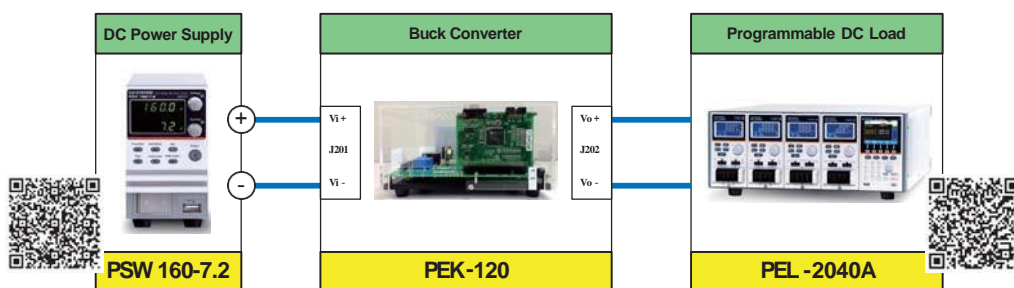 DC Power Supply
Buck Converter
Programmable DC Load
160.0
7.2
+
-
Vi +
J201
Vi -
Vo +
J202
Vo -
PSW 160-7.2
PEK-120
PEL -2040A